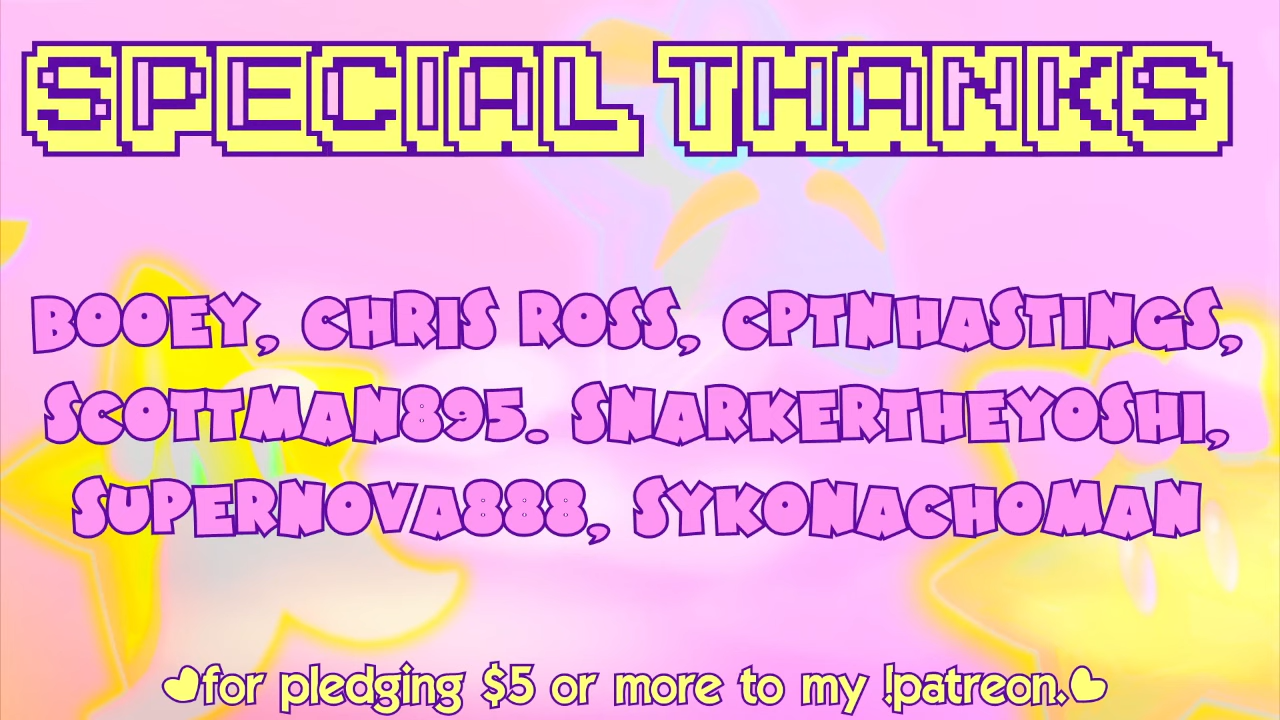 SPECIAL THANKS
BOOEY, CHRIS ROSS, CPTNHASTINGS,
SCOTTMAN895. SNARKERTHEYOSHI,
SUPERNOVA888, SYKONACHOMAN
for pledging $5 or more to my !patreon.